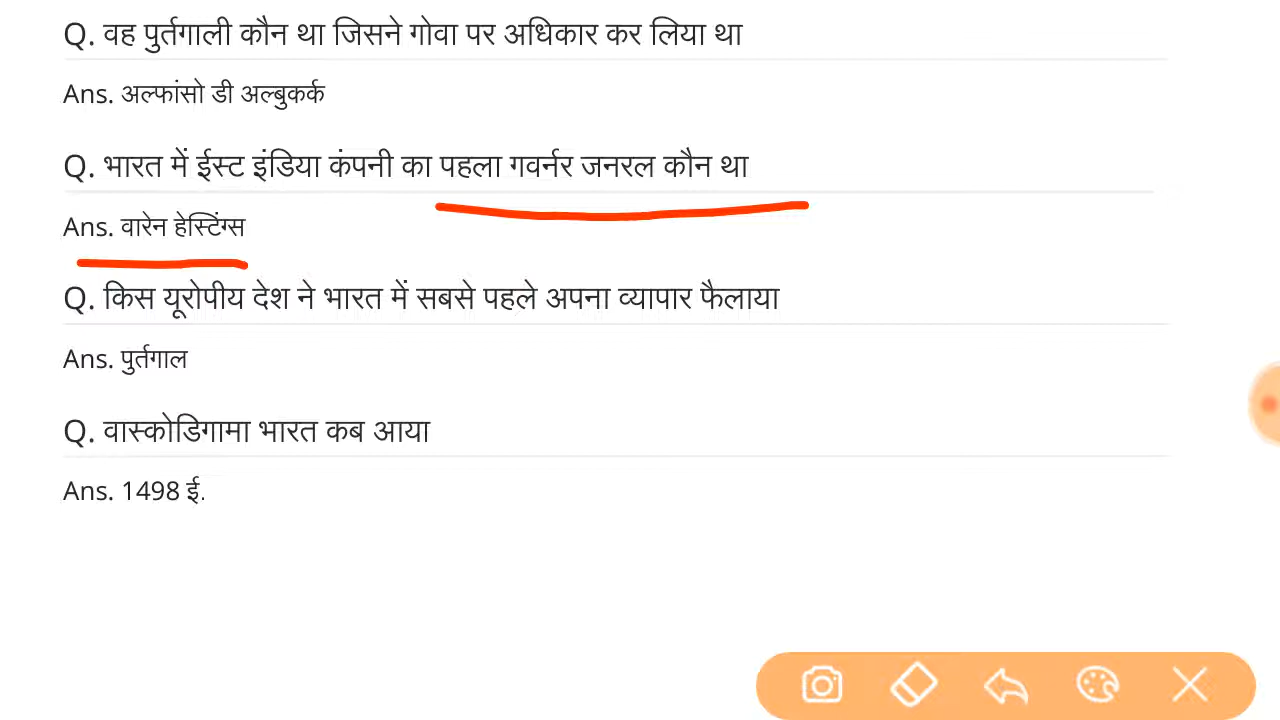 Q. वह पुर्तगाली कौन था जिसने गोवा पर अधिकार कर लिया था
Ans. अल्फांसो डी अल्बुकर्क
Q. भारत में ईस्ट इंडिया कंपनी का पहला गवर्नर जनरल कौन था
Ans. वारेन हेस्टिंग्स
Q. किस यूरोपीय देश ने भारत में सबसे पहले अपना व्यापार फैलाया
Ans. पुर्तगाल
Q. वास्कोडिगामा भारत कब आया
Ans. 1498 ई.